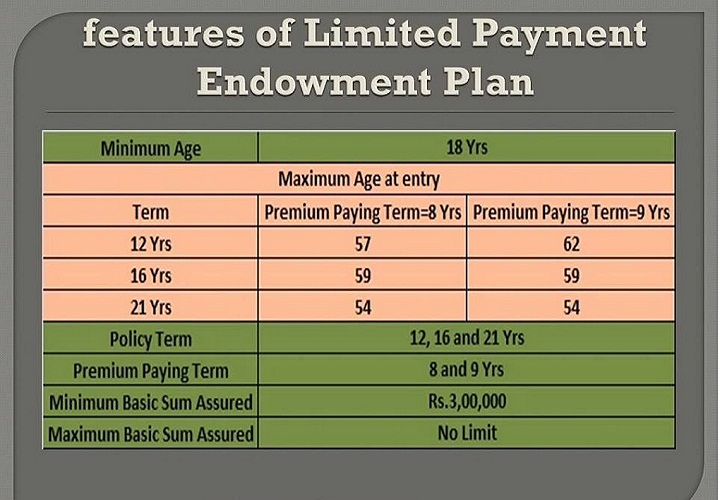 features of Limited Payment
Endowment Plan
Minimum Age 18 Yrs
Maximum Age at entry
Term Premium Paying Term=8 Yrs Premium Paying Term=9 Yrs
12 Yrs 57 62
16 Yrs 59 59
21 Yrs 54 54
Policy Term 12, 16 and 21 Yrs
Premium Paying Term 8 and 9 Yrs
Minimum Basic Sum Assured Rs.3,00,000
Maximum Basic Sum Assured No Limit